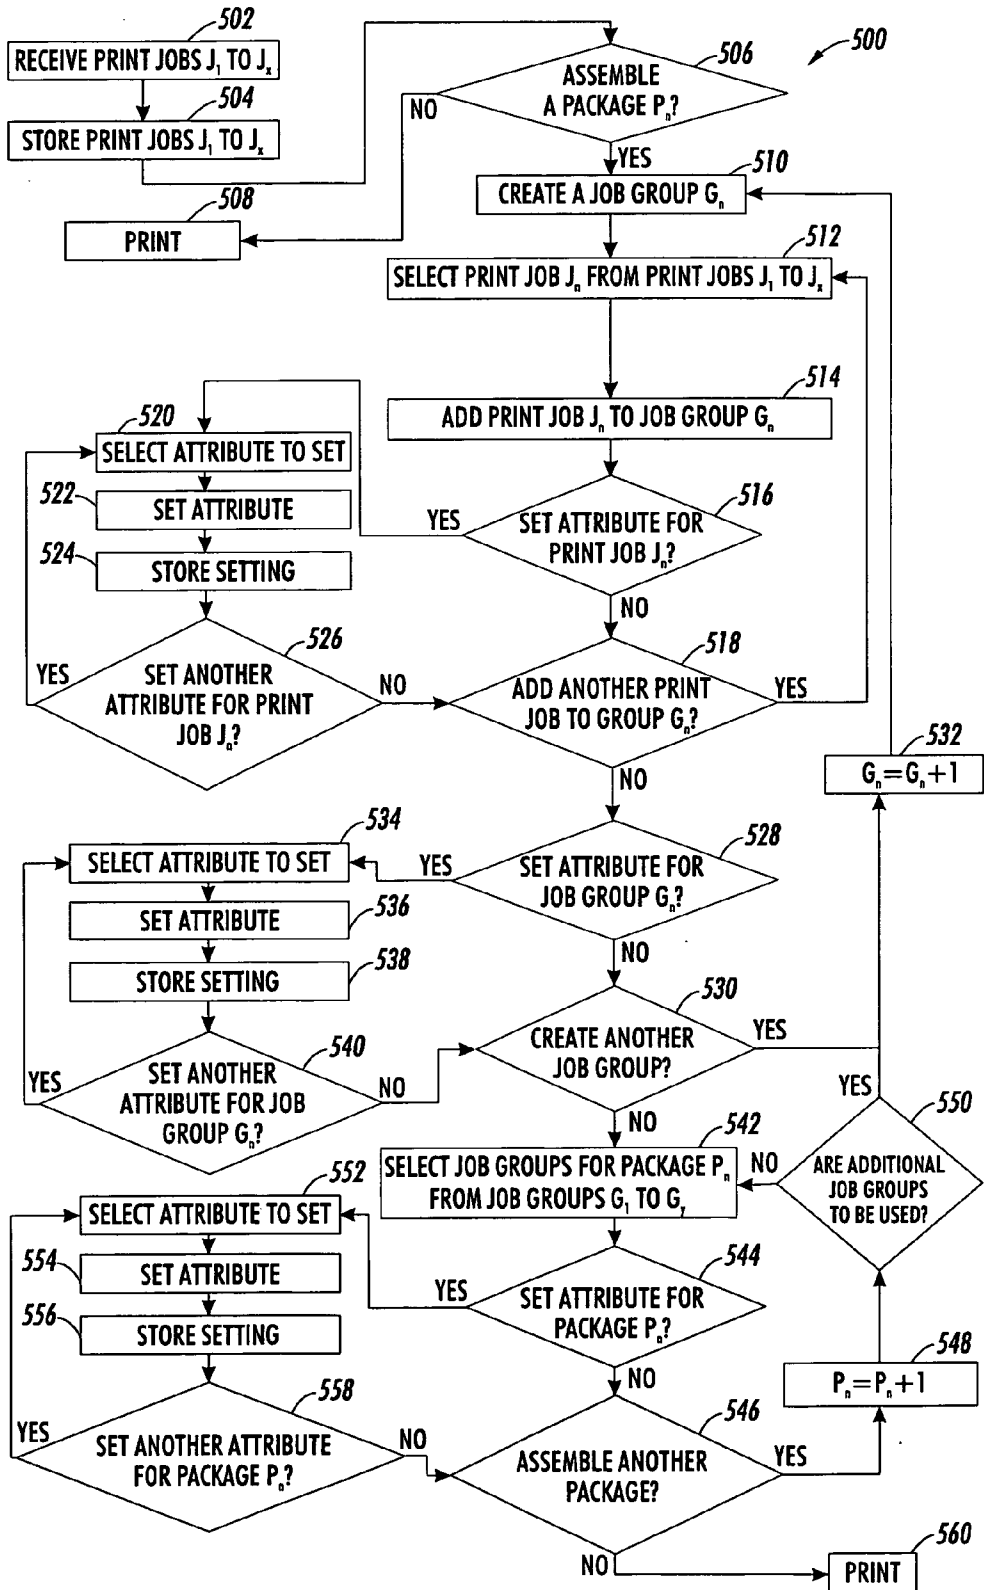 502
RECEIVE PRINT JOBS J₁ TO Jₓ
504
STORE PRINT JOBS J₁ TO Jₓ
500
506
ASSEMBLE
A PACKAGE Pₙ?
NO
YES
508
PRINT
510
CREATE A JOB GROUP Gₙ
512
SELECT PRINT JOB Jₙ FROM PRINT JOBS J₁ TO Jₓ
514
ADD PRINT JOB Jₙ TO JOB GROUP Gₙ
516
SET ATTRIBUTE FOR
PRINT JOB Jₙ?
YES
NO
520
SELECT ATTRIBUTE TO SET
522
SET ATTRIBUTE
524
STORE SETTING
526
SET ANOTHER
ATTRIBUTE FOR PRINT
JOB Jₙ?
YES
NO
518
ADD ANOTHER PRINT
JOB TO GROUP Gₙ?
YES
NO
532
Gₙ=Gₙ+1
528
SET ATTRIBUTE FOR
JOB GROUP Gₙ?
YES
NO
534
SELECT ATTRIBUTE TO SET
536
SET ATTRIBUTE
538
STORE SETTING
540
SET ANOTHER
ATTRIBUTE FOR JOB
GROUP Gₙ?
YES
NO
530
CREATE ANOTHER
JOB GROUP?
YES
NO
542
SELECT JOB GROUPS FOR PACKAGE Pₙ
FROM JOB GROUPS G₁ TO Gᵧ
550
ARE ADDITIONAL
JOB GROUPS
TO BE USED?
YES
NO
544
SET ATTRIBUTE FOR
PACKAGE Pₙ?
YES
NO
552
SELECT ATTRIBUTE TO SET
554
SET ATTRIBUTE
556
STORE SETTING
558
SET ANOTHER ATTRIBUTE
FOR PACKAGE Pₙ?
YES
NO
548
Pₙ=Pₙ+1
546
ASSEMBLE ANOTHER
PACKAGE?
YES
NO
560
PRINT